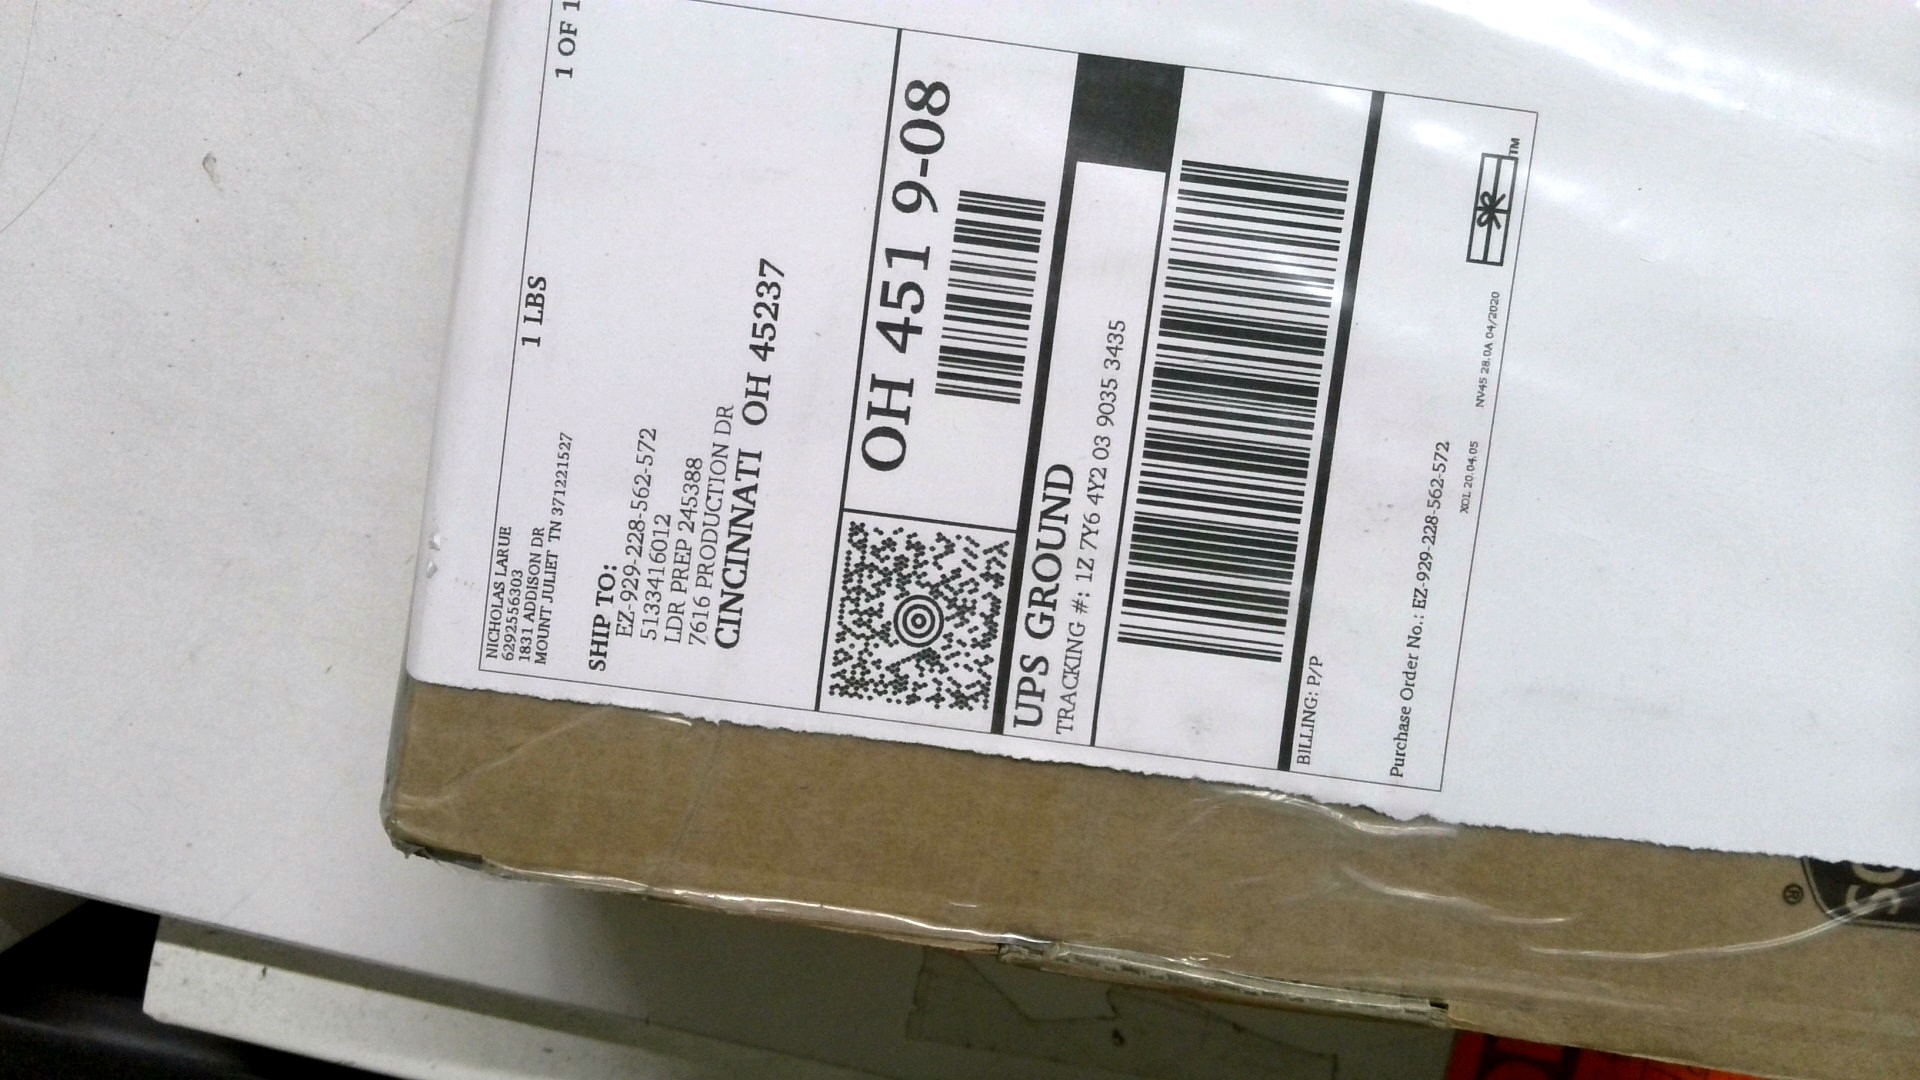 NICHOLAS LARUE
6292556303
1831 ADDISON DR
MOUNT JULIET TN 371221527
1 LBS
1 OF 1
SHIP TO:
EZ-929-228-562-572
5133416012
LDR PREP 245388
7616 PRODUCTION DR
CINCINNATI OH 45237
OH 451 9-08
UPS GROUND
TRACKING #: 1Z 7Y6 4Y2 03 9035 3435
BILLING: P/P
Purchase Order No.: EZ-929-228-562-572
XOL 20.04.05
NV45 28.0A 04/2020
TM
®